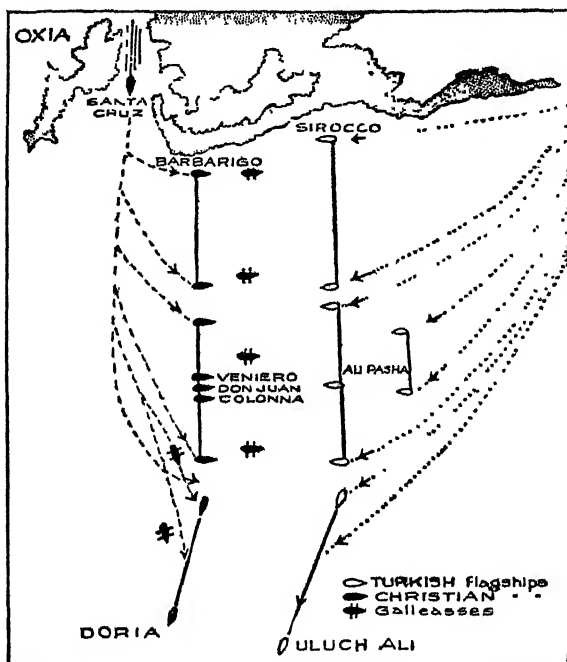 OXIA
SANTA
CRUZ
SIROCCO
BARBARIGO
VENIERO
DON JUAN
COLONNA
ALI PASHA
TURKISH Flagships
CHRISTIAN " "
Galleasses
DORIA
ULUCH ALI